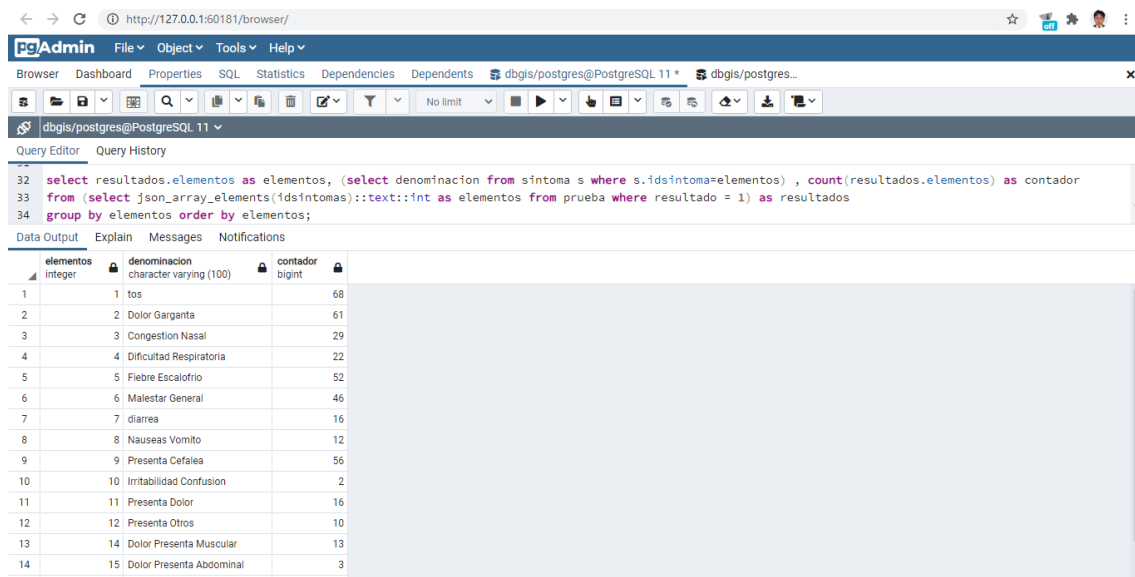 http://127.0.0.1:60181/browser/
off
pgAdmin File Object Tools Help
Browser Dashboard Properties SQL Statistics Dependencies Dependents dbgis/postgres@PostgreSQL 11 * dbgis/postgres...
No limit
dbgis/postgres@PostgreSQL 11
Query Editor Query History
32 select resultados.elementos as elementos, (select denominacion from sintoma s where s.idsintoma=elementos) , count(resultados.elementos) as contador
33 from (select json_array_elements(idsintomas)::text::int as elementos from prueba where resultado = 1) as resultados
34 group by elementos order by elementos;
Data Output Explain Messages Notifications
elementos denominacion contador
integer character varying (100) bigint
1 1 tos 68
2 2 Dolor Garganta 61
3 3 Congestion Nasal 29
4 4 Dificultad Respiratoria 22
5 5 Fiebre Escalofrio 52
6 6 Malestar General 46
7 7 diarrea 16
8 8 Nauseas Vomito 12
9 9 Presenta Cefalea 56
10 10 Irritabilidad Confusion 2
11 11 Presenta Dolor 16
12 12 Presenta Otros 10
13 14 Dolor Presenta Muscular 13
14 15 Dolor Presenta Abdominal 3